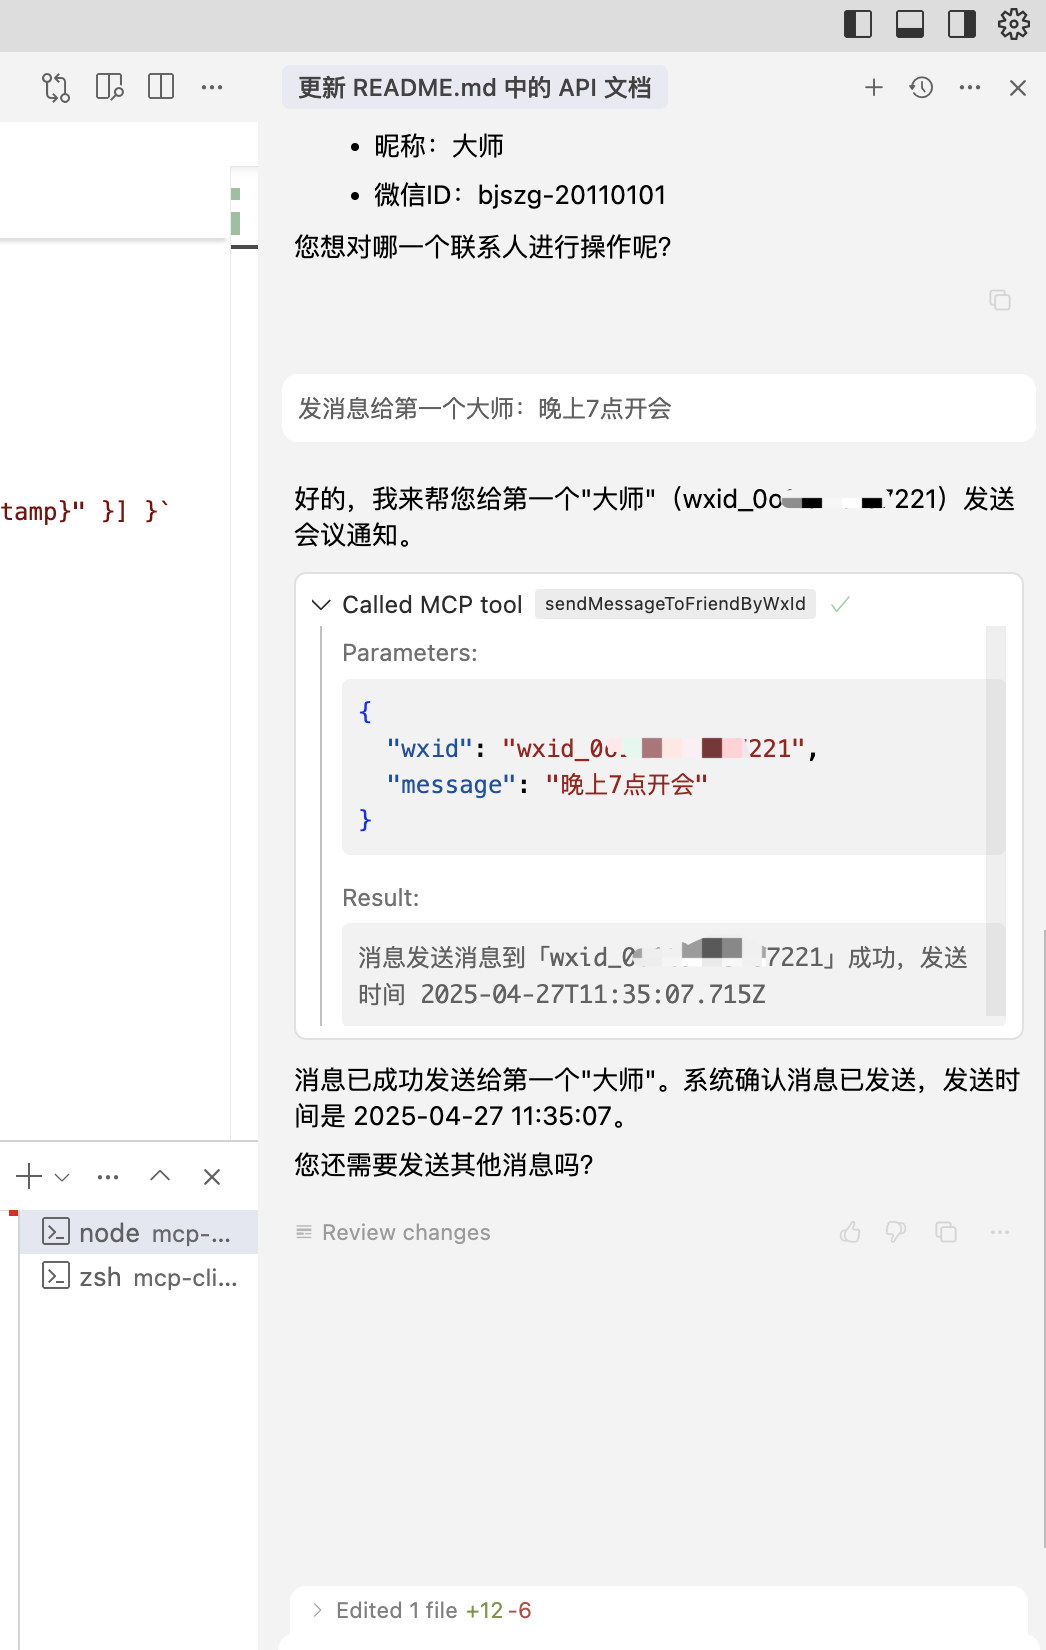 更新 README.md 中的 API 文档
• 昵称：大师
• 微信ID：bjszg-20110101
您想对哪一个联系人进行操作呢？
发消息给第一个大师：晚上7点开会
tamp}" }] }`
好的，我来帮您给第一个"大师"（wxid_0 7221）发送
会议通知。
Called MCP tool sendMessageToFriendByWxId
Parameters:
{
"wxid": "wxid_0 221",
"message": "晚上7点开会"
}
Result:
消息发送消息到「wxid_0 7221」成功，发送
时间 2025-04-27T11:35:07.715Z
消息已成功发送给第一个"大师"。系统确认消息已发送，发送时
间是 2025-04-27 11:35:07。
您还需要发送其他消息吗？
node mcp-...
Review changes
zsh mcp-cli...
Edited 1 file +12 -6